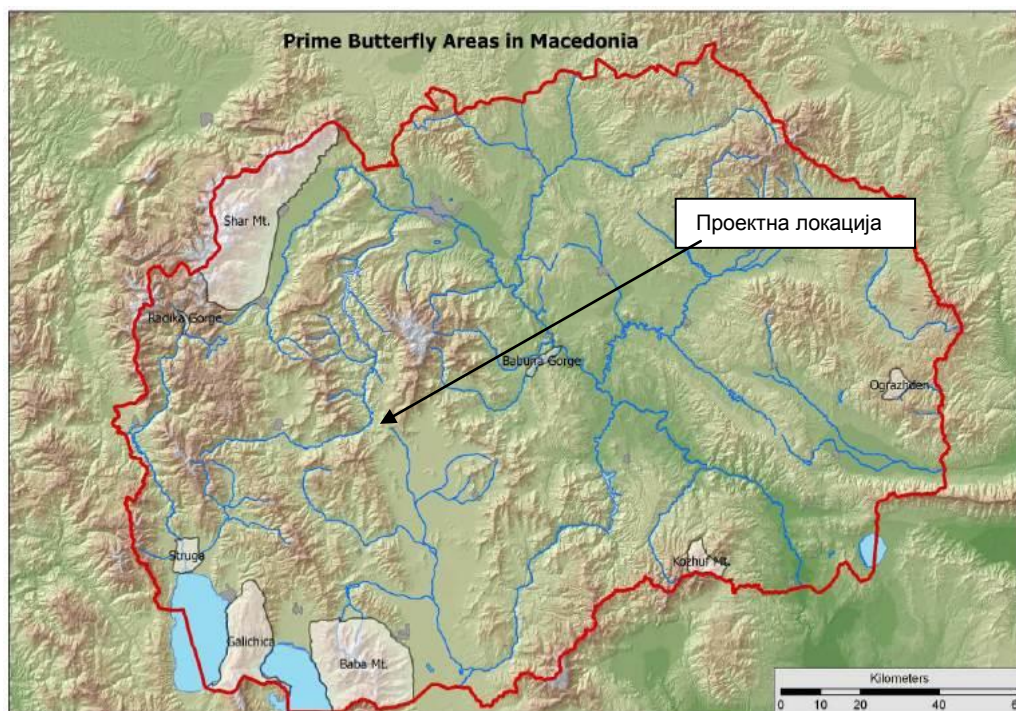 Prime Butterfly Areas in Macedonia
Проектна локација
Shar Mt.
Radika Gorge
Babuna Gorge
Ograzhden
Struga
Kozhuf Mt.
Galichica
Baba Mt.
Kilometers
0 10 20 40